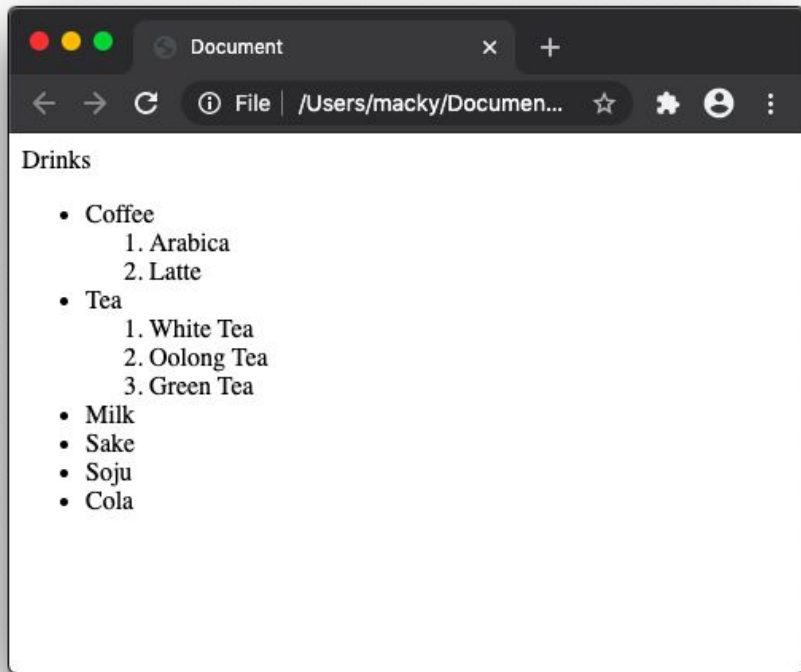 Document
File /Users/macky/Documen...
Drinks
• Coffee
1. Arabica
2. Latte
• Tea
1. White Tea
2. Oolong Tea
3. Green Tea
• Milk
• Sake
• Soju
• Cola